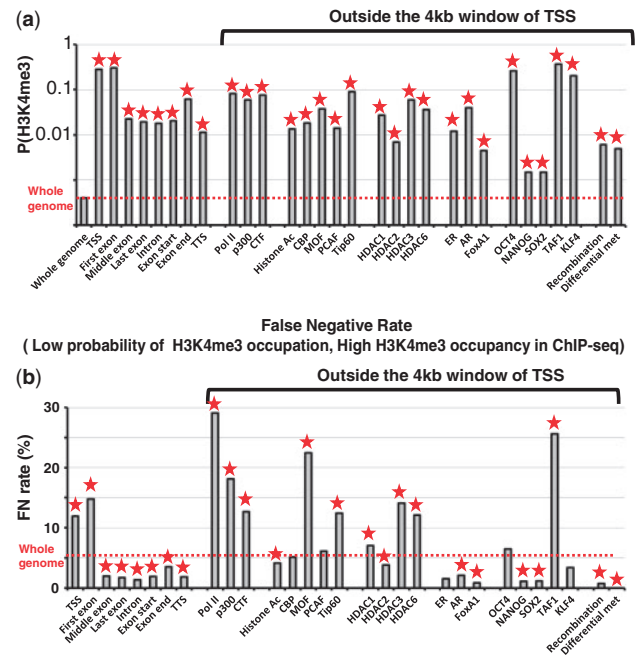 (a)
Outside the 4kb window of TSS
P(H3K4me3)
1
0.1
0.01
Whole
genome
Whole genome
TSS
First exon
Middle exon
Last exon
Intron
Exon start
Exon end
TTS
Pol II
p300
CTF
Histone Ac
CBP
MOF
PCAF
Tip60
HDAC1
HDAC2
HDAC3
HDAC6
ER
AR
FoxA1
OCT4
NANOG
SOX2
TAF1
KLF4
Recombination
Differential met
False Negative Rate
( Low probability of H3K4me3 occupation, High H3K4me3 occupancy in ChIP-seq)
(b)
Outside the 4kb window of TSS
FN rate (%)
30
20
10
0
Whole
genome
TSS
First exon
Middle exon
Last exon
Intron
Exon start
Exon end
TTS
Pol II
p300
CTF
Histone Ac
CBP
MOF
PCAF
Tip60
HDAC1
HDAC2
HDAC3
HDAC6
ER
AR
FoxA1
OCT4
NANOG
SOX2
TAF1
KLF4
Recombination
Differential met